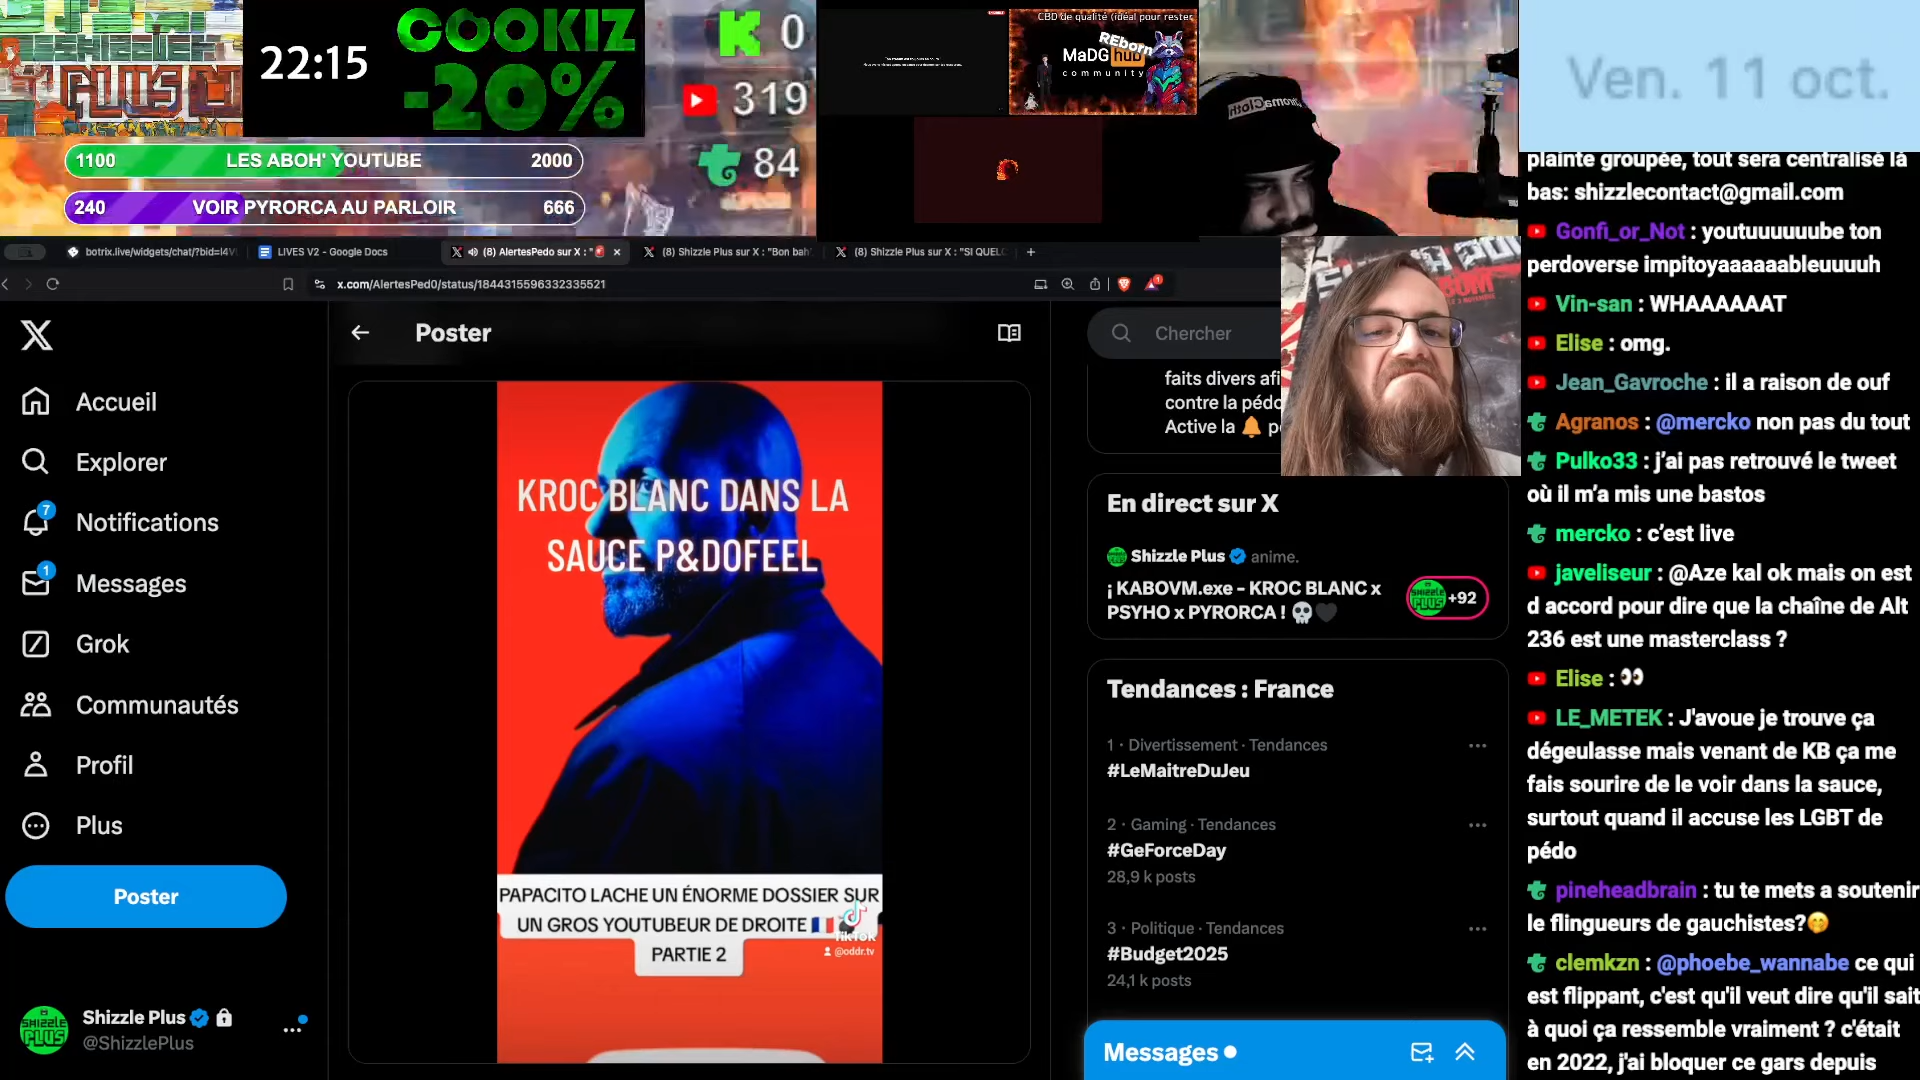 22:15
COOKIZ
-20%
0
319
84
1100 LES ABOH' YOUTUBE 2000
240 VOIR PYRORCA AU PARLOIR 666
CBD de qualité (idéal pour rester
REborn
MaDG hub
community
Ven. 11 oct.
plainte groupée, tout sera centralisé là
bas: shizzlecontact@gmail.com
Gonfi_or_Not : youtuuuuuube ton
perdoverse impitoyaaaaaableuuuuh
Vin-san : WHAAAAAAT
Elise : omg.
Jean_Gavroche : il a raison de ouf
Agranos : @mercko non pas du tout
Pulko33 : j'ai pas retrouvé le tweet
où il m'a mis une bastos
mercko : c'est live
javeliseur : @Aze kal ok mais on est
d accord pour dire que la chaîne de Alt
236 est une masterclass ?
Elise : 👀
LE_METEK : J'avoue je trouve ça
dégeulasse mais venant de KB ça me
fais sourire de le voir dans la sauce,
surtout quand il accuse les LGBT de
pédo
pineheadbrain : tu te mets a soutenir
le flingueurs de gauchistes?🤭
clemkzn : @phoebe_wannabe ce qui
est flippant, c'est qu'il veut dire qu'il sait
à quoi ça ressemble vraiment ? c'était
en 2022, j'ai bloquer ce gars depuis
botrix.live/widgets/chat/?bid=l4V
LIVES V2 - Google Docs
(8) AlertesPedo sur X : "🚨
(8) Shizzle Plus sur X : "Bon bah
(8) Shizzle Plus sur X : "SI QUEL
x.com/AlertesPed0/status/1844315596332335521
1
Poster
Accueil
Explorer
7
Notifications
1
Messages
Grok
Communautés
Profil
Plus
Poster
SHIZZLE
PLUS
Shizzle Plus
@ShizzlePlus
KROC BLANC DANS LA
SAUCE P&DOFEEL
PAPACITO LACHE UN ÉNORME DOSSIER SUR
UN GROS YOUTUBEUR DE DROITE 🇫🇷
PARTIE 2
TikTok
@oddr.tv
Chercher
faits divers afi
contre la pédo
Active la 🔔 p
En direct sur X
Shizzle Plus anime.
¡ KABOVM.exe - KROC BLANC x
PSYHO x PYRORCA ! 💀🖤
SHIZZLE
PLUS
+92
Tendances : France
1 · Divertissement · Tendances
#LeMaitreDuJeu
2 · Gaming · Tendances
#GeForceDay
28,9 k posts
3 · Politique · Tendances
#Budget2025
24,1 k posts
Messages